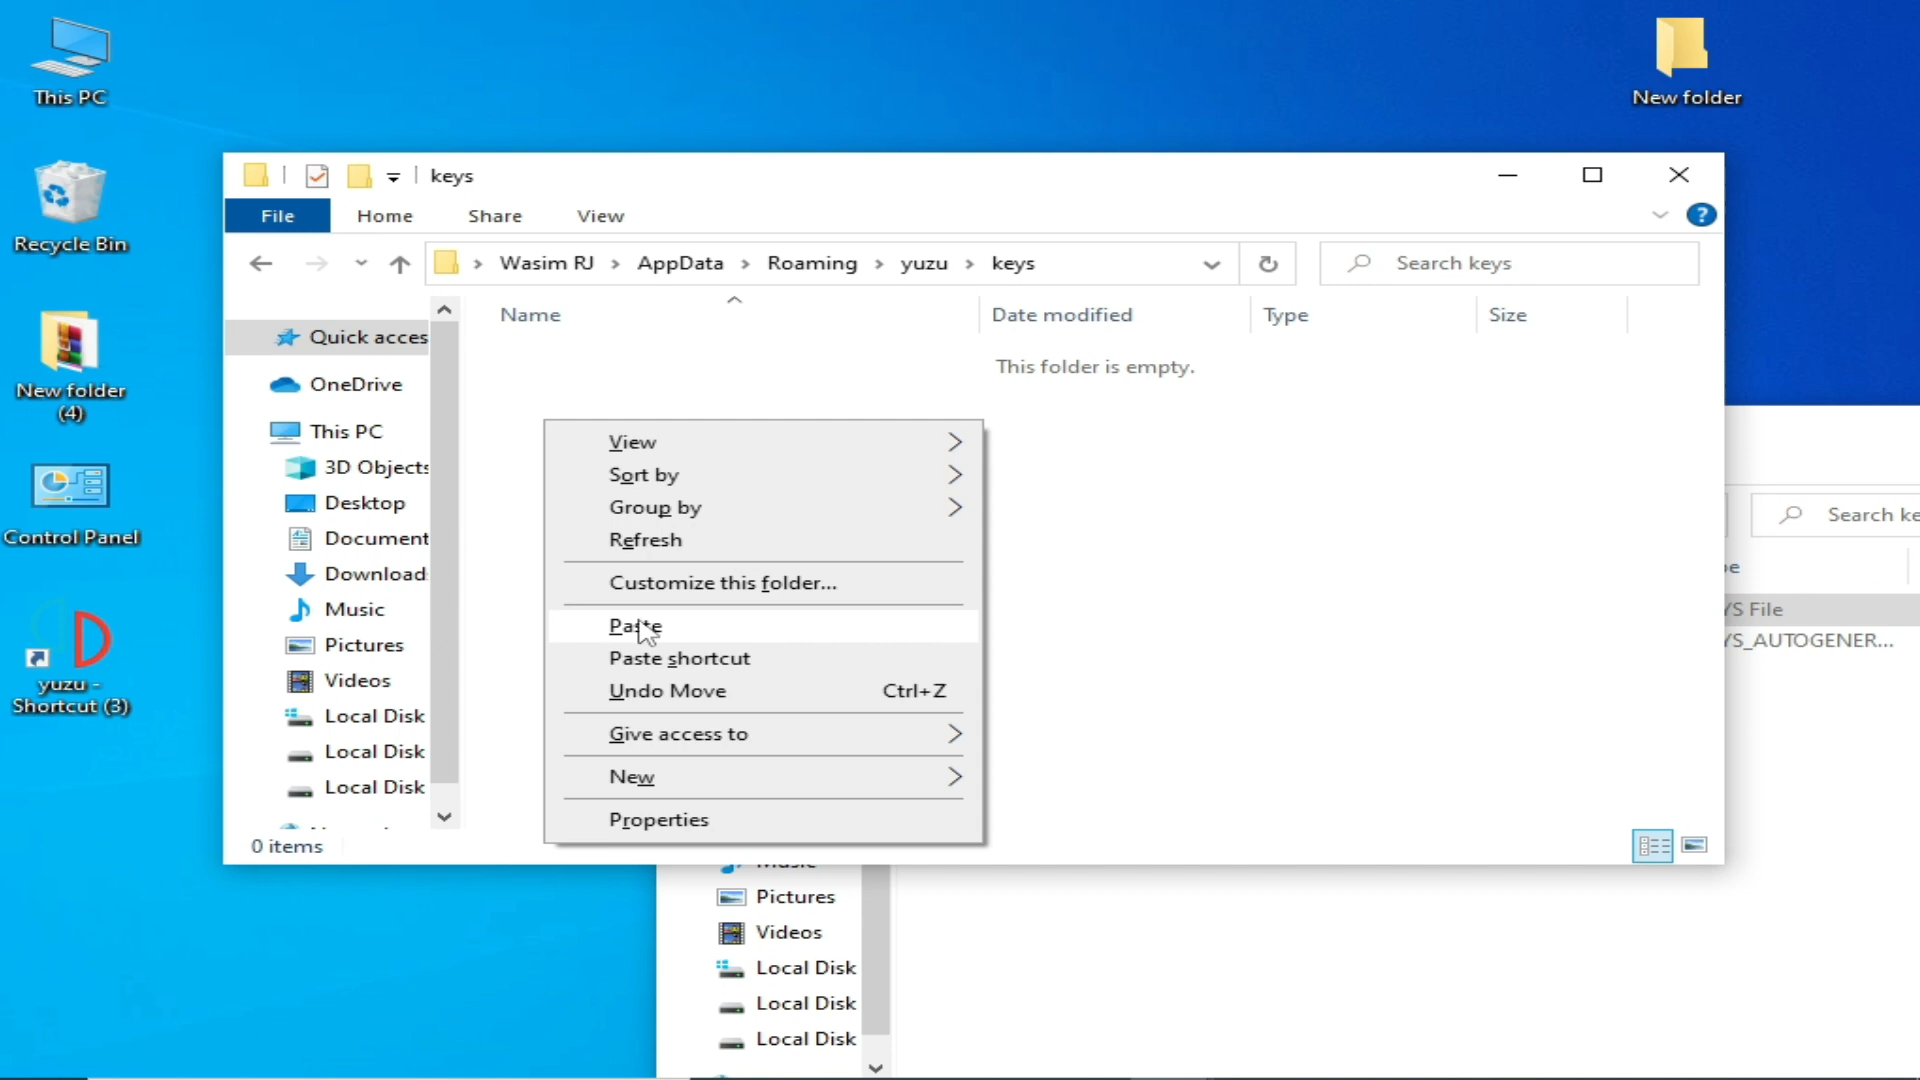 This PC
New folder
Recycle Bin
New folder
(4)
Control Panel
yuzu -
Shortcut (3)
keys
File Home Share View
Wasim RJ AppData Roaming yuzu keys
Search keys
Name Date modified Type Size
This folder is empty.
Quick acces
OneDrive
This PC
3D Objects
Desktop
Document
Download
Music
Pictures
Videos
Local Disk
Local Disk
Local Disk
0 items
View
Sort by
Group by
Refresh
Customize this folder...
Paste
Paste shortcut
Undo Move Ctrl+Z
Give access to
New
Properties
Search ke
pe
YS File
YS_AUTOGENER...
Music
Pictures
Videos
Local Disk
Local Disk
Local Disk